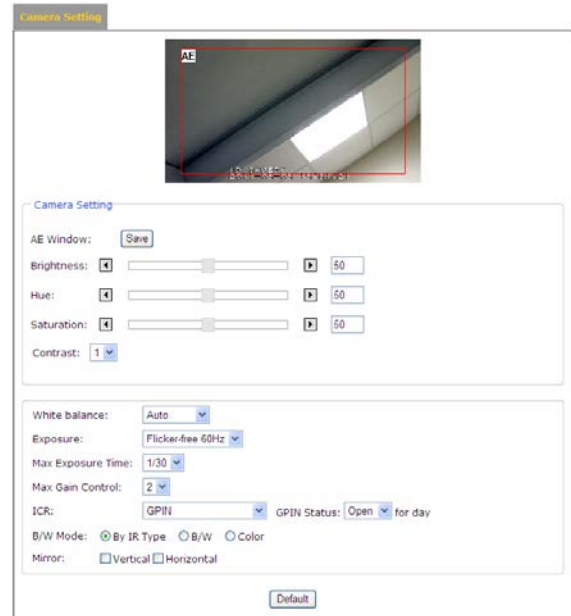 Camera Setting
AE
Camera Setting
AE Window: Save
Brightness: 50
Hue: 50
Saturation: 50
Contrast: 1
White balance: Auto
Exposure: Flicker-free 60Hz
Max Exposure Time: 1/30
Max Gain Control: 2
ICR: GPIN GPIN Status: Open for day
B/W Mode: By IR Type B/W Color
Mirror: Vertical Horizontal
Default